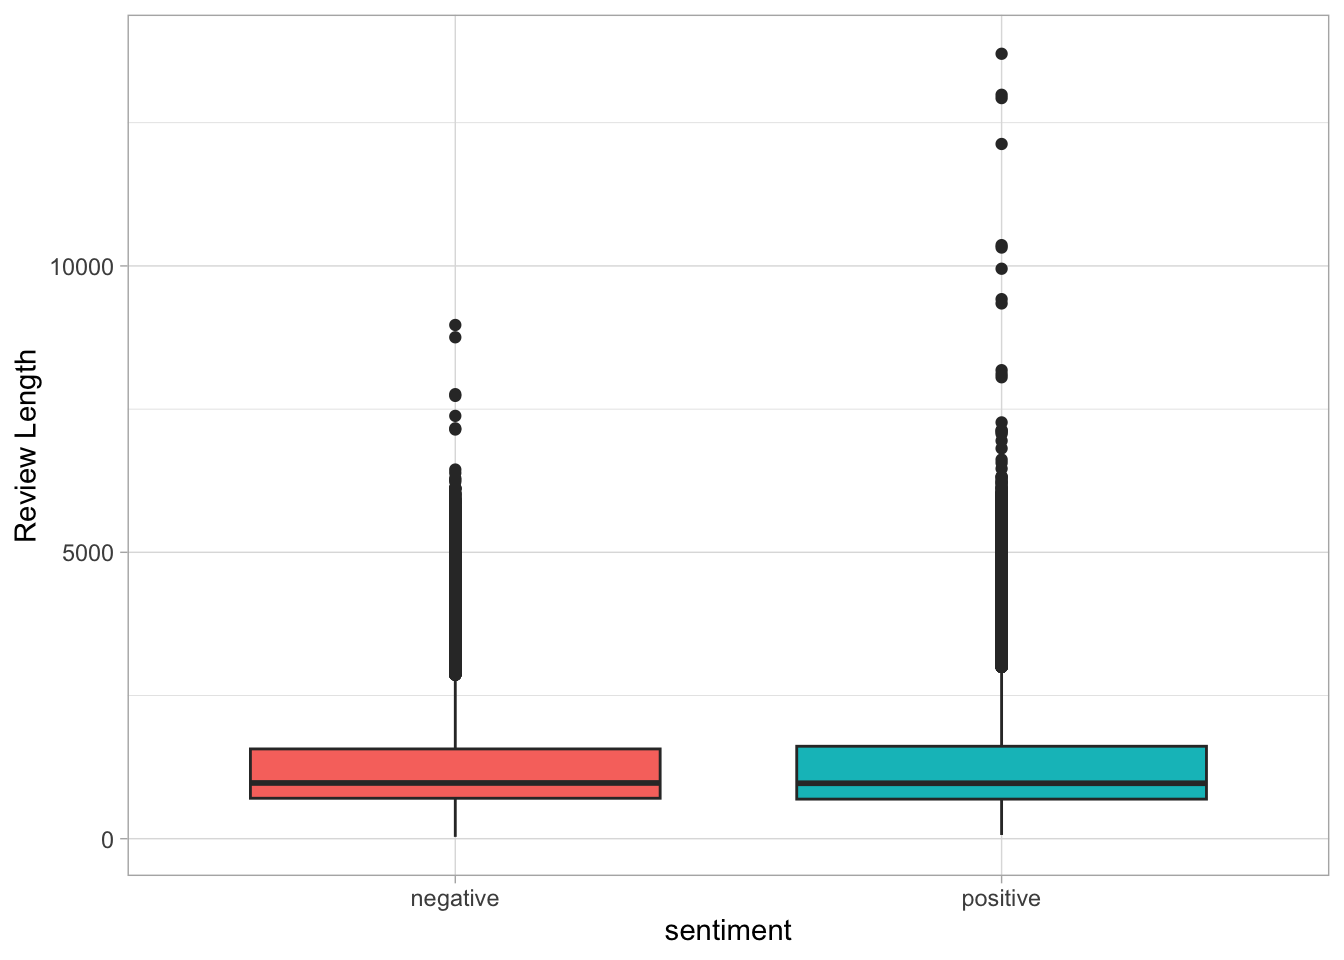 10000
5000
0
Review Length
negative
positive
sentiment